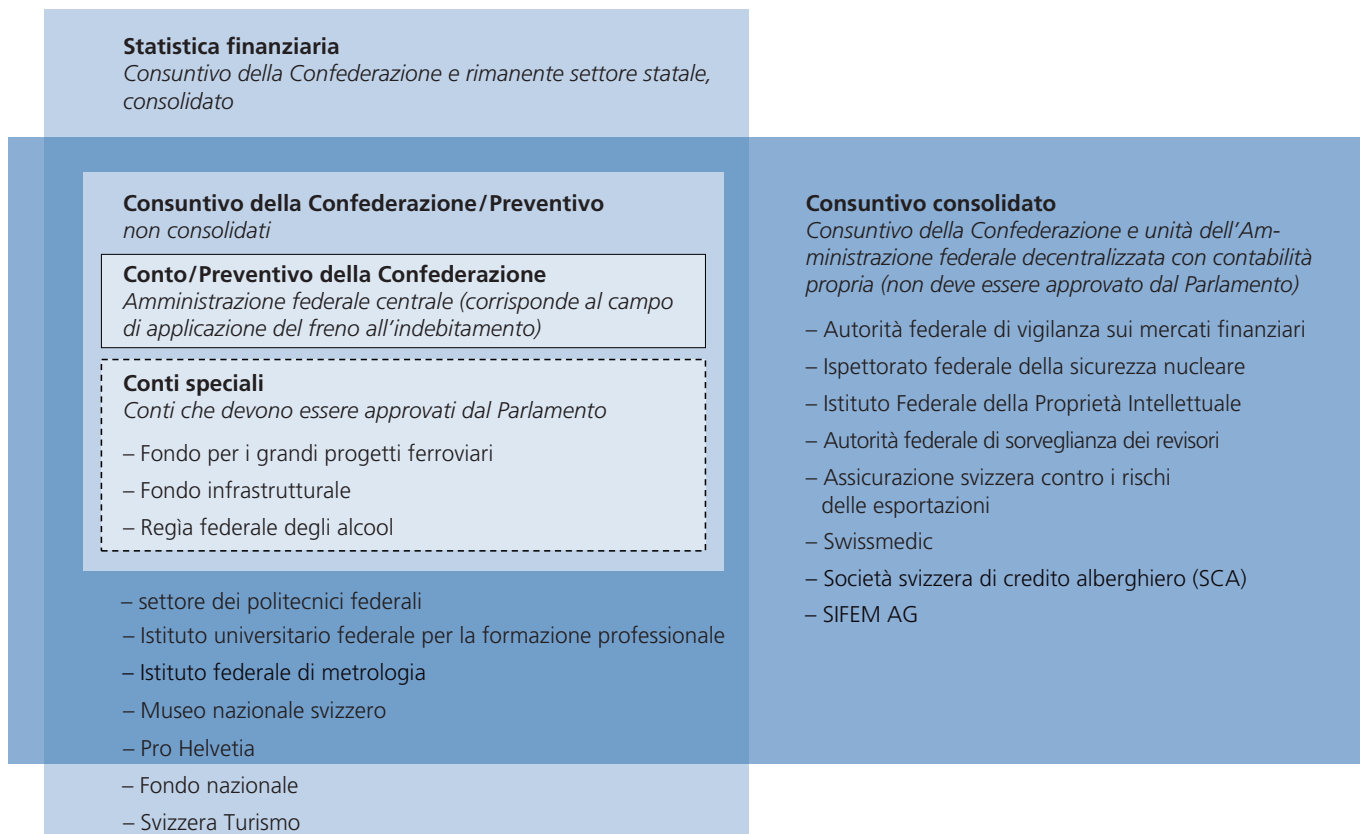 Statistica finanziaria
Consuntivo della Confederazione e rimanente settore statale,
consolidato
Consuntivo della Confederazione/Preventivo
non consolidati
Conto/Preventivo della Confederazione
Amministrazione federale centrale (corrisponde al campo
di applicazione del freno all'indebitamento)
Conti speciali
Conti che devono essere approvati dal Parlamento
– Fondo per i grandi progetti ferroviari
– Fondo infrastrutturale
– Regìa federale degli alcool
– settore dei politecnici federali
– Istituto universitario federale per la formazione professionale
– Istituto federale di metrologia
– Museo nazionale svizzero
– Pro Helvetia
– Fondo nazionale
– Svizzera Turismo
Consuntivo consolidato
Consuntivo della Confederazione e unità dell'Am-
ministrazione federale decentralizzata con contabilità
propria (non deve essere approvato dal Parlamento)
– Autorità federale di vigilanza sui mercati finanziari
– Ispettorato federale della sicurezza nucleare
– Istituto Federale della Proprietà Intellettuale
– Autorità federale di sorveglianza dei revisori
– Assicurazione svizzera contro i rischi
delle esportazioni
– Swissmedic
– Società svizzera di credito alberghiero (SCA)
– SIFEM AG